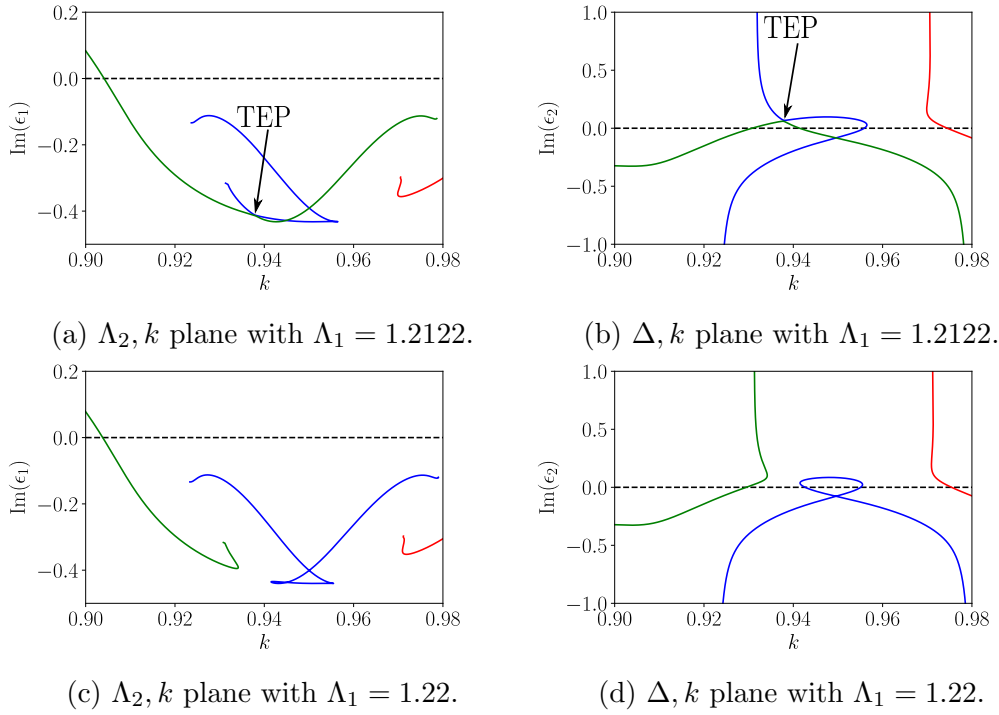 0.2
0.0
−0.2
−0.4
Im(ϵ₁)
TEP
0.90 0.92 0.94 0.96 0.98
k
1.0
0.5
0.0
−0.5
−1.0
Im(ϵ₂)
TEP
0.90 0.92 0.94 0.96 0.98
k
(a) Λ₂, k plane with Λ₁ = 1.2122.
(b) Δ, k plane with Λ₁ = 1.2122.
0.2
0.0
−0.2
−0.4
Im(ϵ₁)
0.90 0.92 0.94 0.96 0.98
k
1.0
0.5
0.0
−0.5
−1.0
Im(ϵ₂)
0.90 0.92 0.94 0.96 0.98
k
(c) Λ₂, k plane with Λ₁ = 1.22.
(d) Δ, k plane with Λ₁ = 1.22.